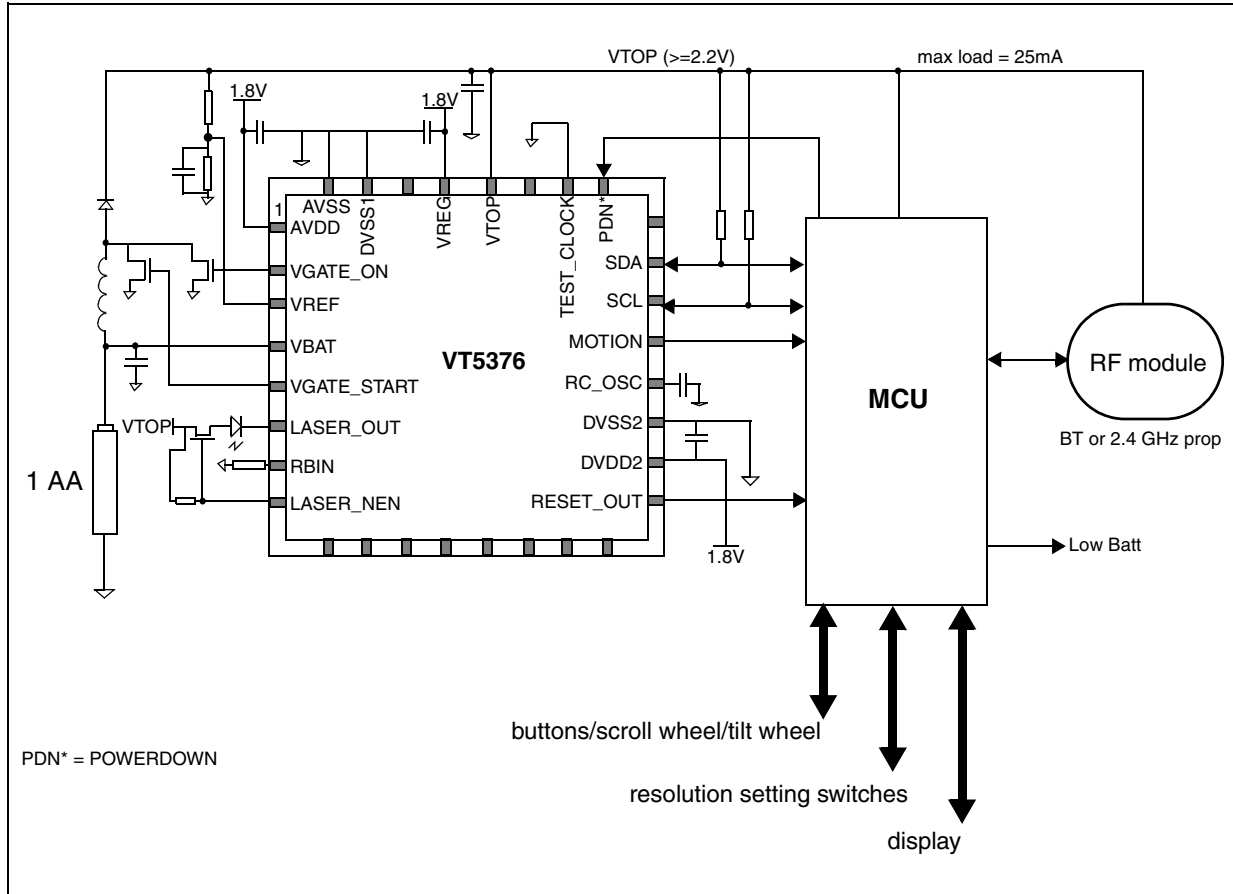 VTOP (>=2.2V)
max load = 25mA
1.8V
1.8V
1
AVSS
DVSS1
VREG
VTOP
TEST_CLOCK
PDN*
AVDD
VGATE_ON
VREF
VBAT
VGATE_START
LASER_OUT
RBIN
LASER_NEN
VTOP
1 AA
VT5376
SDA
SCL
MOTION
RC_OSC
DVSS2
DVDD2
RESET_OUT
1.8V
MCU
RF module
BT or 2.4 GHz prop
Low Batt
buttons/scroll wheel/tilt wheel
resolution setting switches
display
PDN* = POWERDOWN